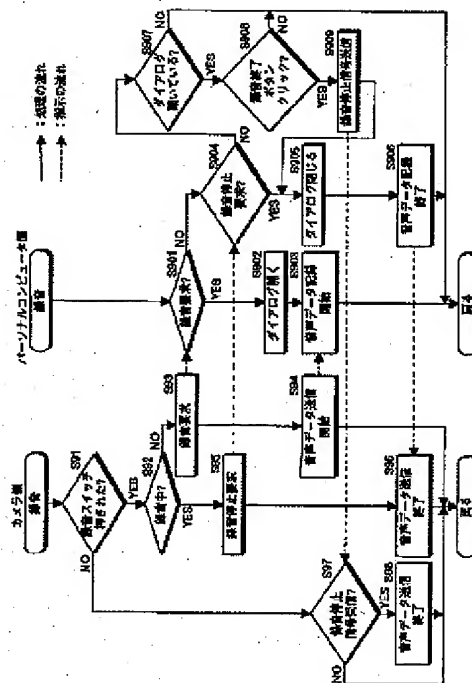 →：処理の流れ
⇢：指示の流れ
カメラ側
録音
S91
録音スイッチ
押された?
NO
YES
S92
録音中?
NO
YES
S93
録音要求
S94
音声データ送信
開始
S95
録音停止要求
S96
音声データ送信
終了
S97
録音停止
信号受信?
NO
YES
S98
音声データ送信
終了
戻る
パーソナルコンピュータ側
録音
S901
録音要求?
NO
YES
S902
ダイアログ開く
S903
音声データ記録
開始
S904
録音停止
要求?
NO
YES
S905
ダイアログ閉じる
S906
音声データ記録
終了
S907
ダイアログ
開いている?
NO
YES
S908
録音終了
ボタン
クリック?
NO
YES
S909
録音停止信号送信
戻る